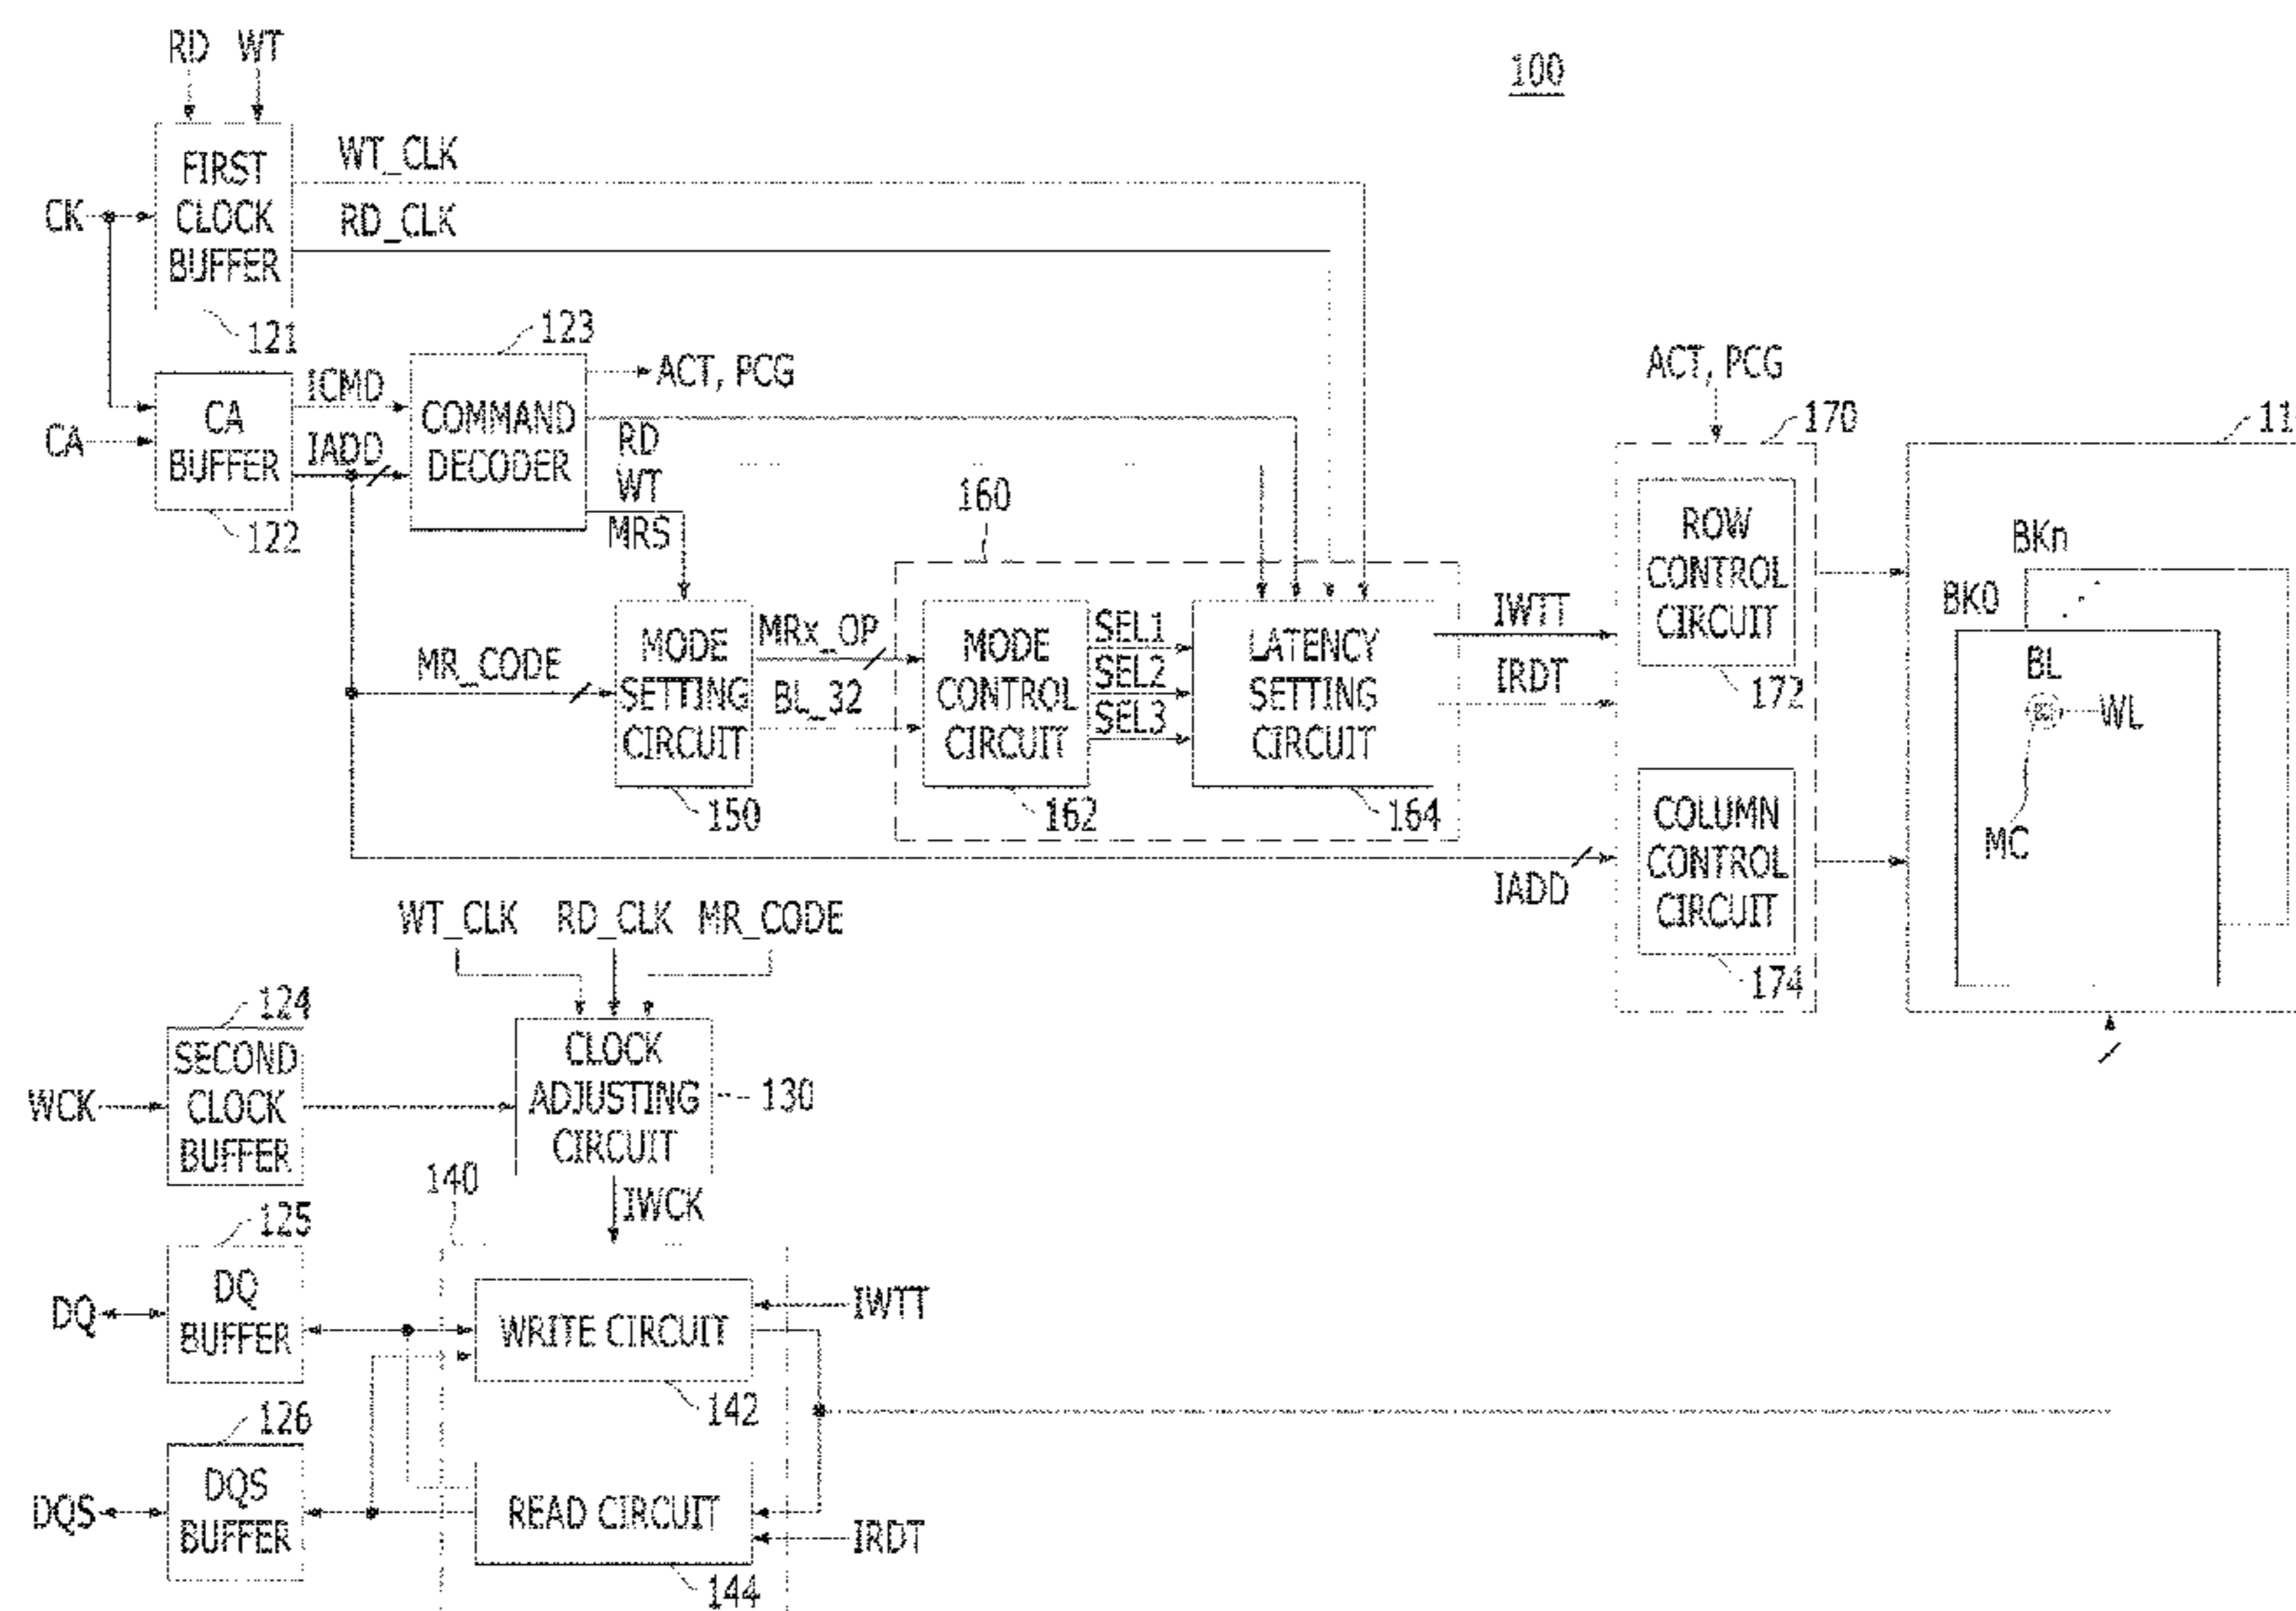 RD WT
100
FIRST
CLOCK
BUFFER
WT_CLK
RD_CLK
CK
121
123
ICMD
ACT, PCG
ACT, PCG
CA
CA
BUFFER
IADD
COMMAND
DECODER
RD
WT
MRS
122
160
170
ROW
CONTROL
CIRCUIT
172
BKn
BK0
BL
WL
MC
MR_CODE
MODE
SETTING
CIRCUIT
150
MRx_OP
BL_32
MODE
CONTROL
CIRCUIT
162
SEL1
SEL2
SEL3
LATENCY
SETTING
CIRCUIT
164
IWTT
IRDT
COLUMN
CONTROL
CIRCUIT
174
IADD
WT_CLK RD_CLK MR_CODE
124
SECOND
CLOCK
BUFFER
WCK
CLOCK
ADJUSTING
CIRCUIT
130
140
IWCK
125
DQ
DQ
BUFFER
WRITE CIRCUIT
IWTT
142
126
DQS
DQS
BUFFER
READ CIRCUIT
IRDT
144